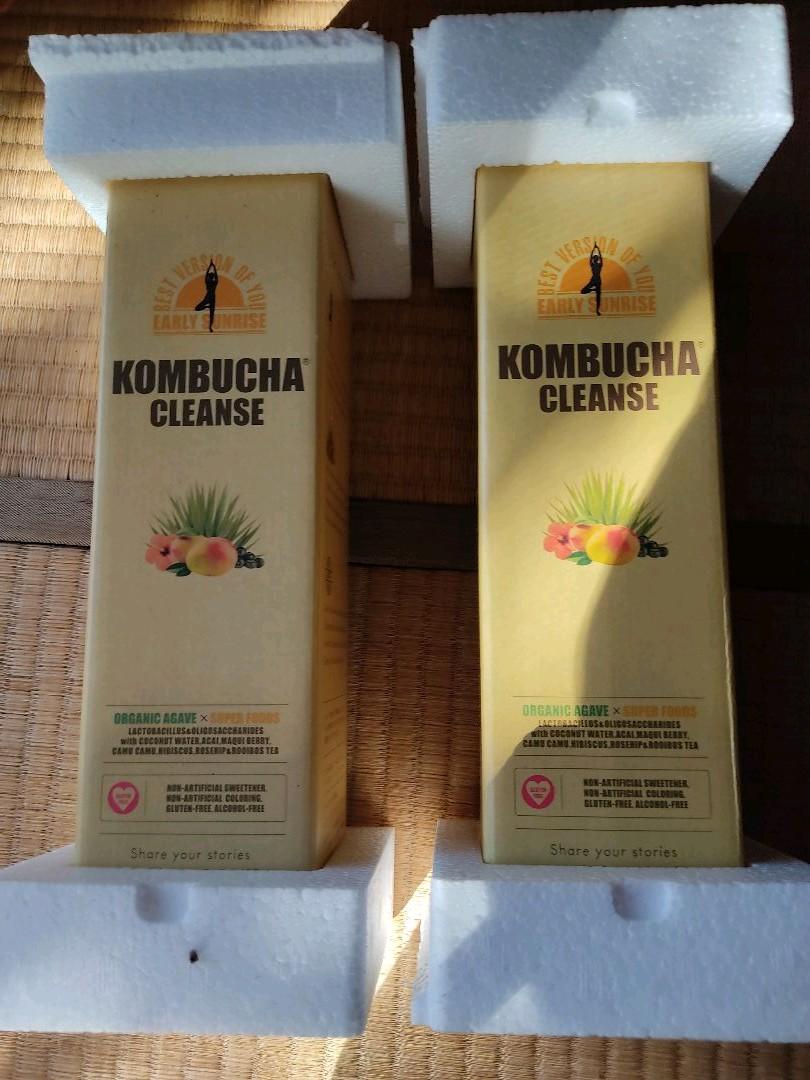 BEST VERSION OF YOU
EARLY SUNRISE
KOMBUCHA®
CLEANSE
ORGANIC AGAVE × SUPER FOODS
LACTOBACILLUS&OLIGOSACCHARIDES
with COCONUT WATER,ACAI,MAQUI BERRY,
CAMU CAMU,HIBISCUS,ROSEHIP&ROOIBOS TEA
GLUTEN
FREE
NON-ARTIFICIAL SWEETENER,
NON-ARTIFICIAL COLORING,
GLUTEN-FREE, ALCOHOL-FREE
Share your stories
BEST VERSION OF YOU
EARLY SUNRISE
KOMBUCHA®
CLEANSE
ORGANIC AGAVE × SUPER FOODS
LACTOBACILLUS&OLIGOSACCHARIDES
with COCONUT WATER,ACAI,MAQUI BERRY,
CAMU CAMU,HIBISCUS,ROSEHIP&ROOIBOS TEA
GLUTEN
FREE
NON-ARTIFICIAL SWEETENER,
NON-ARTIFICIAL COLORING,
GLUTEN-FREE, ALCOHOL-FREE
Share your stories